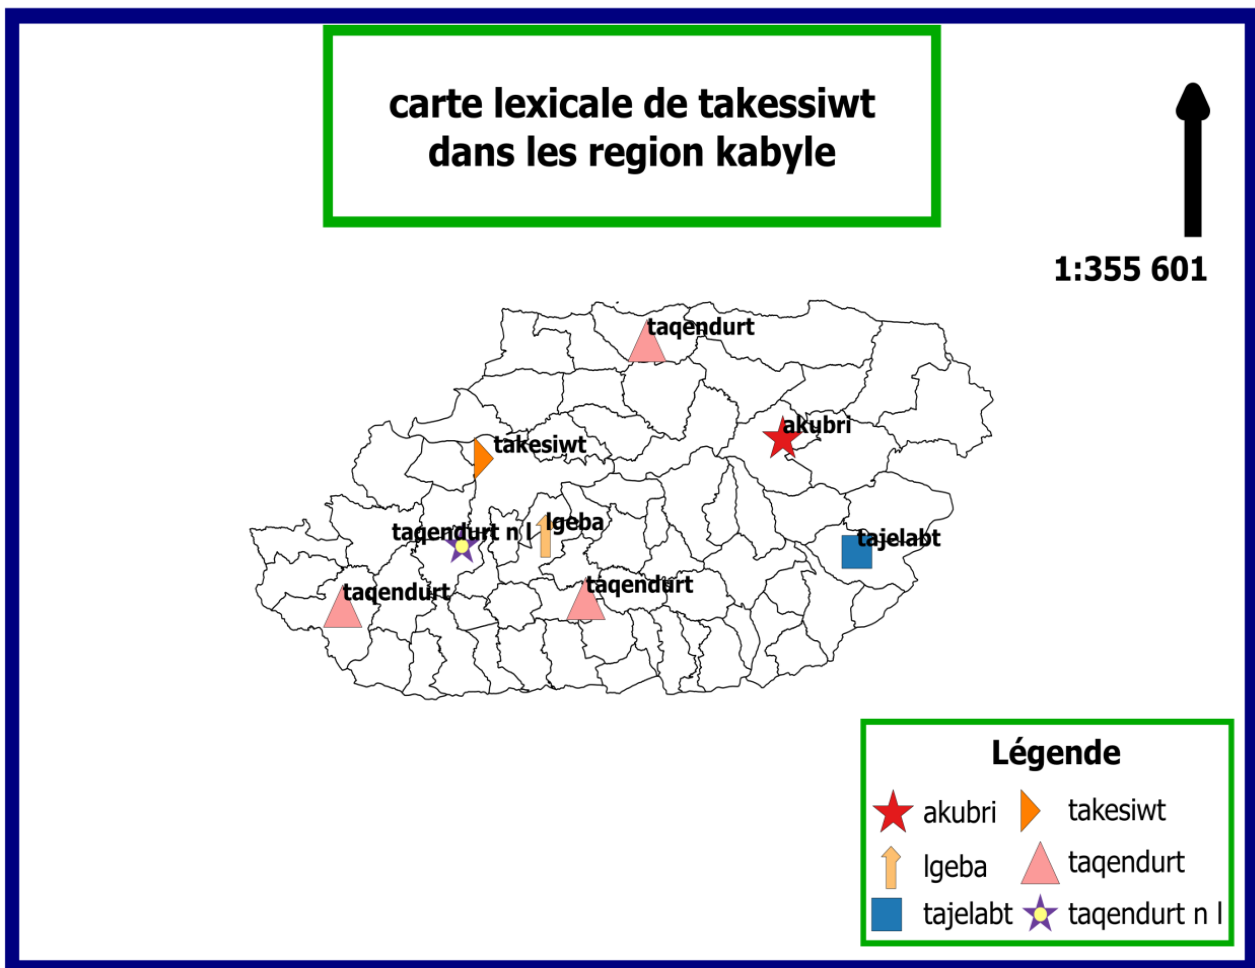 carte lexicale de takessiwt
dans les region kabyle
1:355 601
taqendurt
akubri
takesiwt
lgeba
taqendurt n l
tajelabt
taqendurt
taqendurt
Légende
akubri
takesiwt
lgeba
taqendurt
tajelabt
taqendurt n l